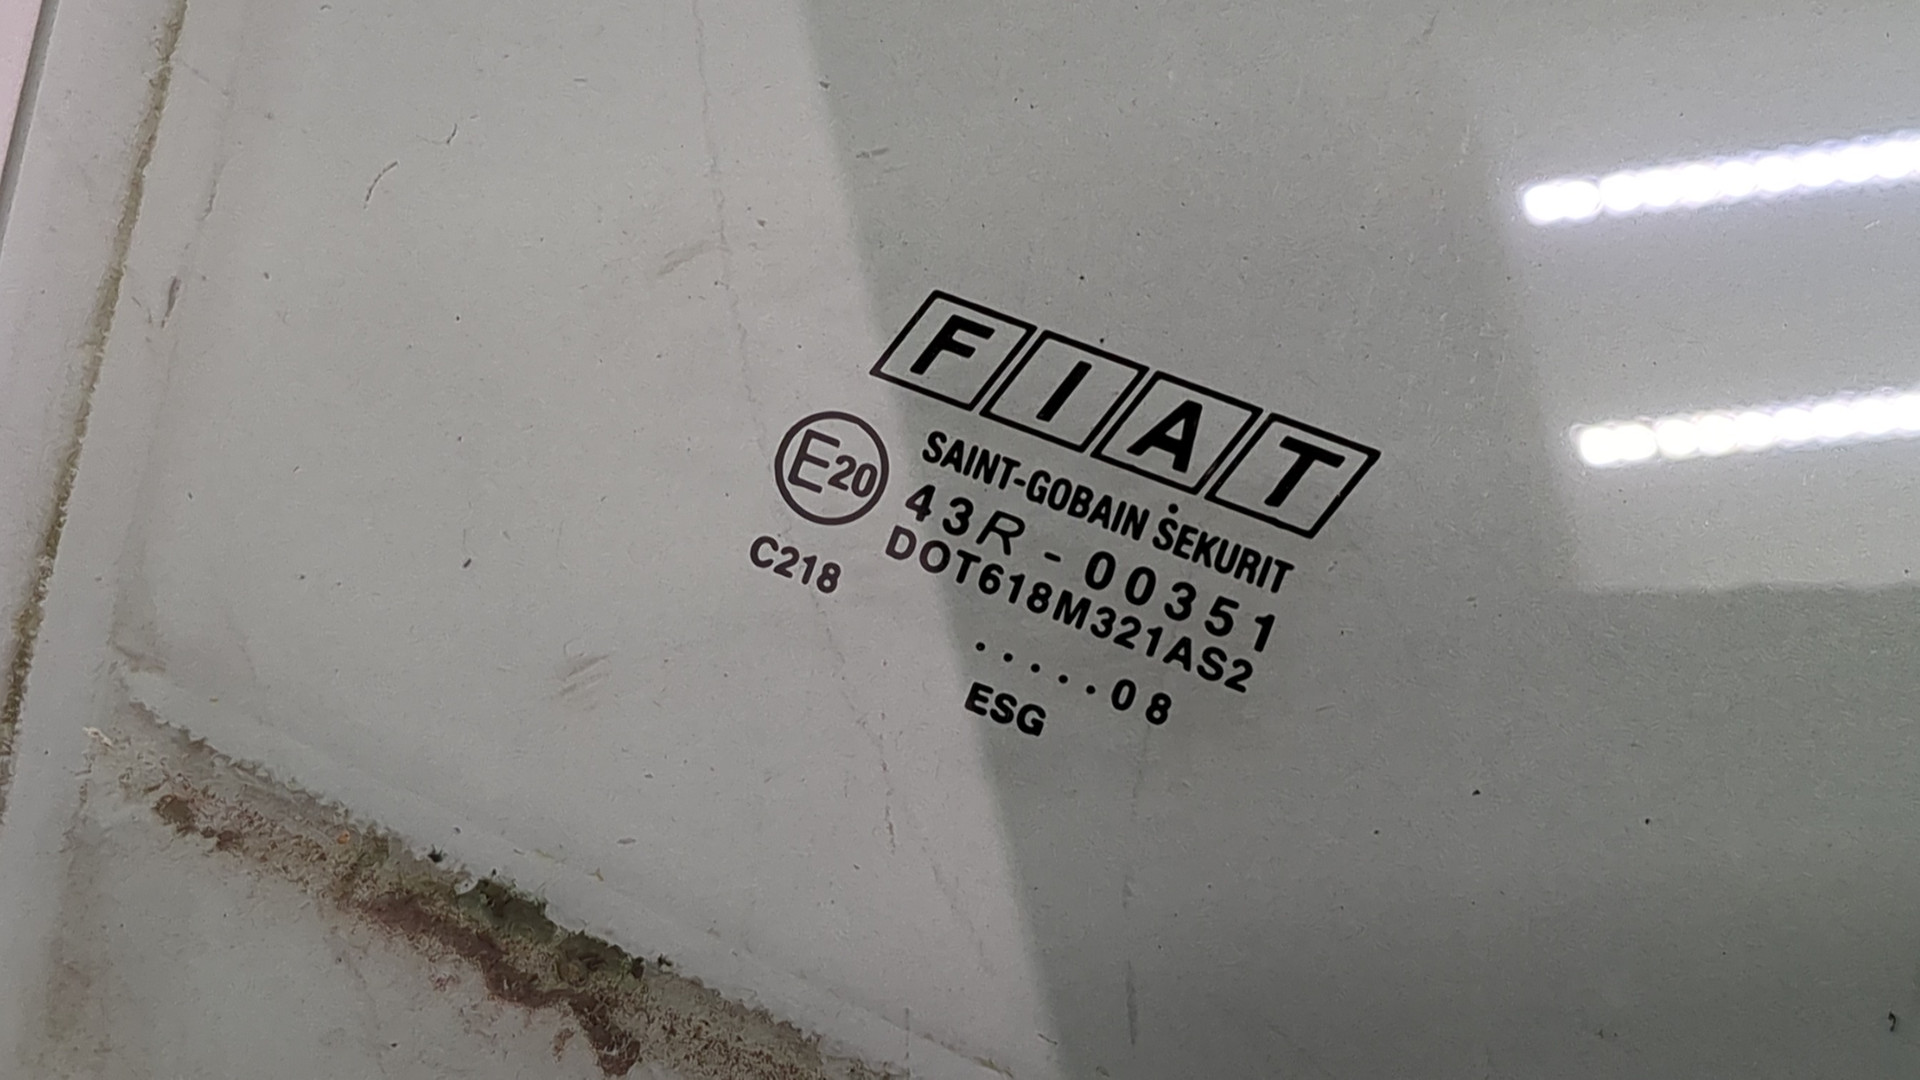 FIAT
SAINT-GOBAIN SEKURIT
E20
43R-00351
C218
DOT618M321AS2
.....08
ESG